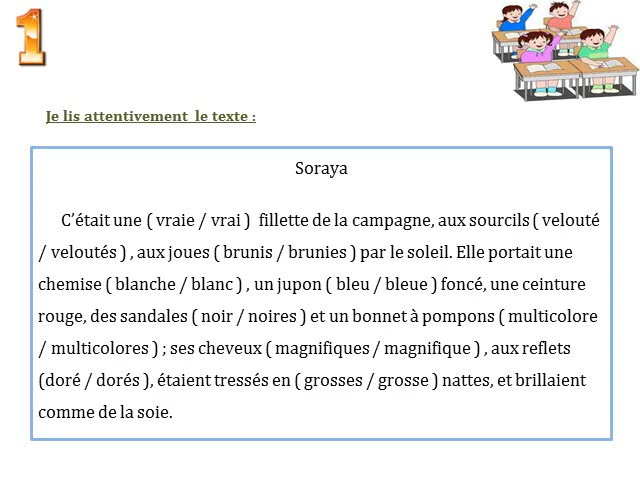 1
Je lis attentivement le texte :
Soraya
C’était une ( vraie / vrai ) fillette de la campagne, aux sourcils ( velouté
/ veloutés ) , aux joues ( brunis / brunies ) par le soleil. Elle portait une
chemise ( blanche / blanc ) , un jupon ( bleu / bleue ) foncé, une ceinture
rouge, des sandales ( noir / noires ) et un bonnet à pompons ( multicolore
/ multicolores ) ; ses cheveux ( magnifiques / magnifique ) , aux reflets
(doré / dorés ), étaient tressés en ( grosses / grosse ) nattes, et brillaient
comme de la soie.